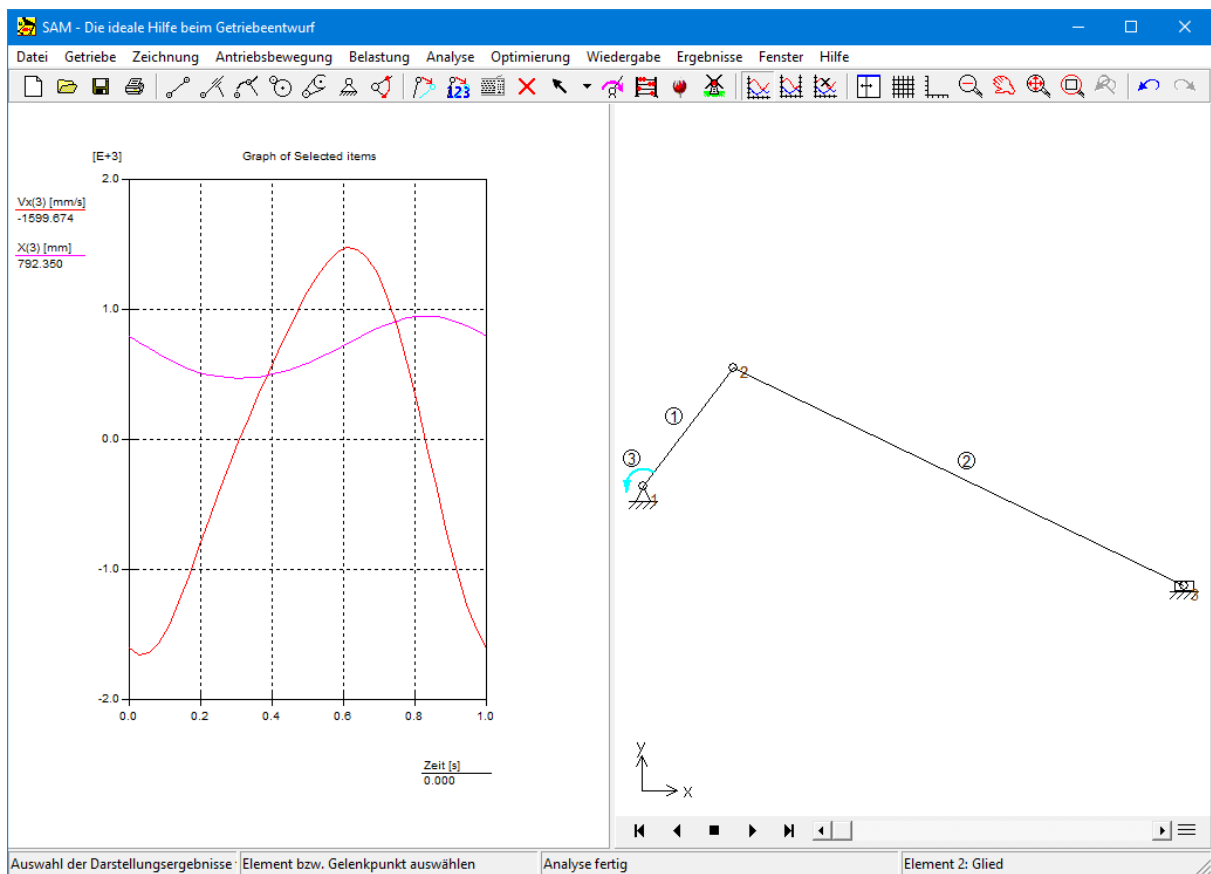 SAM - Die ideale Hilfe beim Getriebeentwurf
Datei Getriebe Zeichnung Antriebsbewegung Belastung Analyse Optimierung Wiedergabe Ergebnisse Fenster Hilfe
123
[E+3] Graph of Selected items
2.0
Vx(3) [mm/s]
-1599.674
X(3) [mm]
792.350
1.0
0.0
-1.0
-2.0
0.0 0.2 0.4 0.6 0.8 1.0
Zeit [s]
0.000
2
1
3
2
1
3
y
x
Auswahl der Darstellungsergebnisse Element bzw. Gelenkpunkt auswählen Analyse fertig Element 2: Glied